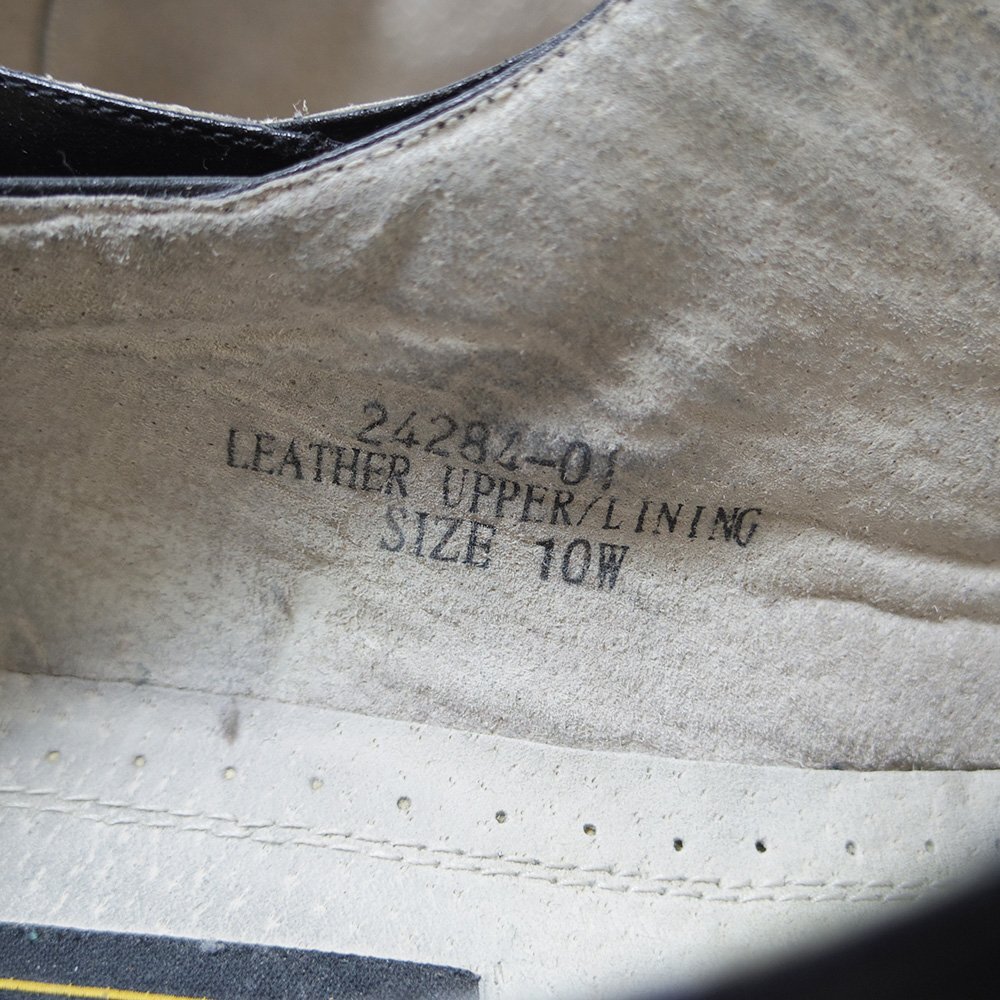 24284-01
LEATHER UPPER/LINING
SIZE 10W